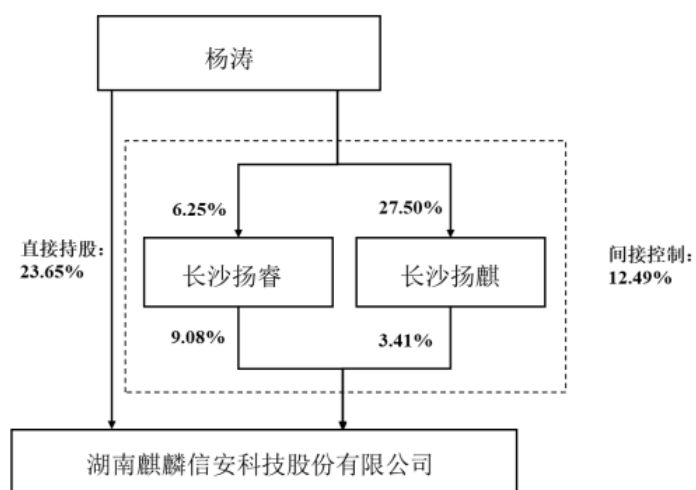 杨涛
6.25%
27.50%
直接持股：
23.65%
长沙扬睿
长沙扬麒
间接控制：
12.49%
9.08%
3.41%
湖南麒麟信安科技股份有限公司